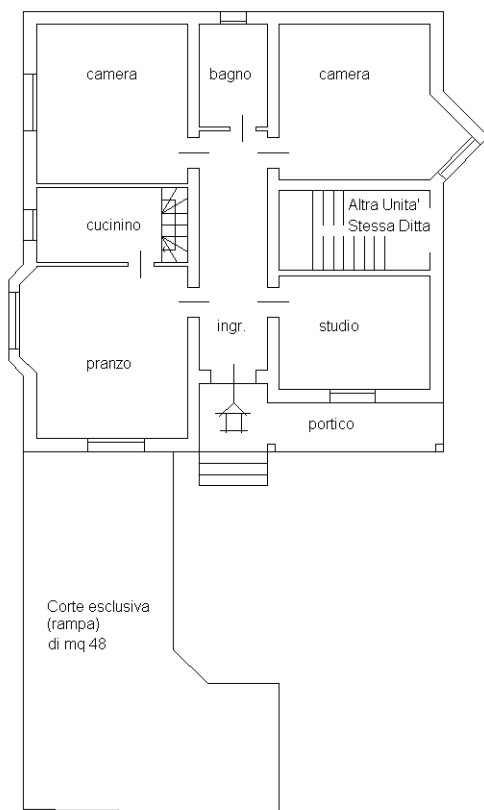 camera
bagno
camera
Altra Unita'
Stessa Ditta
cucinino
ingr.
studio
pranzo
portico
Corte esclusiva
(rampa)
di mq 48